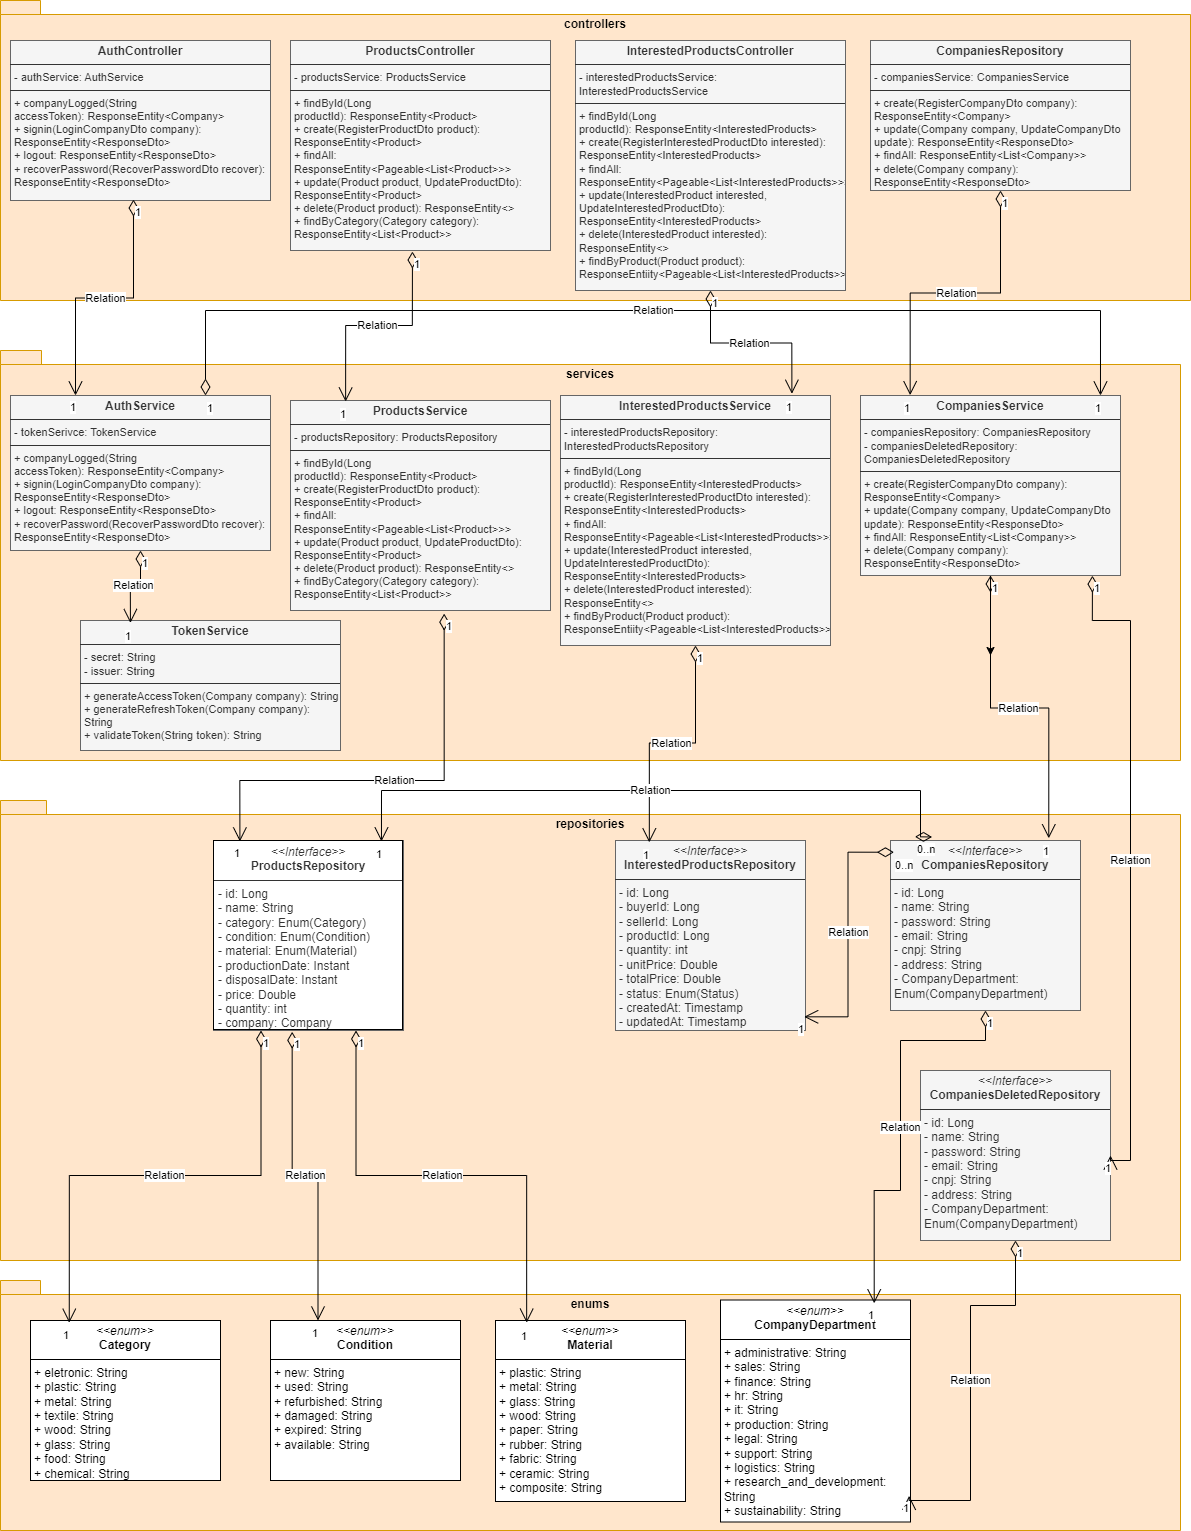 controllers
AuthController
- authService: AuthService
+ companyLogged(String
accessToken): ResponseEntity<Company>
+ signin(LoginCompanyDto company):
ResponseEntity<ResponseDto>
+ logout: ResponseEntity<ResponseDto>
+ recoverPassword(RecoverPasswordDto recover):
ResponseEntity<ResponseDto>
1
ProductsController
- productsService: ProductsService
+ findById(Long
productId): ResponseEntity<Product>
+ create(RegisterProductDto product):
ResponseEntity<Product>
+ findAll:
ResponseEntity<Pageable<List<Product>>>
+ update(Product product, UpdateProductDto):
ResponseEntity<Product>
+ delete(Product product): ResponseEntity<>
+ findByCategory(Category category):
ResponseEntity<List<Product>>
1
InterestedProductsController
- interestedProductsService:
InterestedProductsService
+ findById(Long
productId): ResponseEntity<InterestedProducts>
+ create(RegisterInterestedProductDto interested):
ResponseEntity<InterestedProducts>
+ findAll:
ResponseEntity<Pageable<List<InterestedProducts>>
+ update(InterestedProduct interested,
UpdateInterestedProductDto):
ResponseEntity<InterestedProducts>
+ delete(InterestedProduct interested):
ResponseEntity<>
+ findByProduct(Product product):
ResponseEntiity<Pageable<List<InterestedProducts>>
1
CompaniesRepository
- companiesService: CompaniesService
+ create(RegisterCompanyDto company):
ResponseEntity<Company>
+ update(Company company, UpdateCompanyDto
update): ResponseEntity<ResponseDto>
+ findAll: ResponseEntity<List<Company>>
+ delete(Company company):
ResponseEntity<ResponseDto>
1
Relation
Relation
Relation
Relation
Relation
services
1
AuthService
1
- tokenSerivce: TokenService
+ companyLogged(String
accessToken): ResponseEntity<Company>
+ signin(LoginCompanyDto company):
ResponseEntity<ResponseDto>
+ logout: ResponseEntity<ResponseDto>
+ recoverPassword(RecoverPasswordDto recover):
ResponseEntity<ResponseDto>
1
Relation
1
TokenService
- secret: String
- issuer: String
+ generateAccessToken(Company company): String
+ generateRefreshToken(Company company):
String
+ validateToken(String token): String
1
ProductsService
- productsRepository: ProductsRepository
+ findById(Long
productId): ResponseEntity<Product>
+ create(RegisterProductDto product):
ResponseEntity<Product>
+ findAll:
ResponseEntity<Pageable<List<Product>>>
+ update(Product product, UpdateProductDto):
ResponseEntity<Product>
+ delete(Product product): ResponseEntity<>
+ findByCategory(Category category):
ResponseEntity<List<Product>>
1
InterestedProductsService
1
- interestedProductsRepository:
InterestedProductsRepository
+ findById(Long
productId): ResponseEntity<InterestedProducts>
+ create(RegisterInterestedProductDto interested):
ResponseEntity<InterestedProducts>
+ findAll:
ResponseEntity<Pageable<List<InterestedProducts>>
+ update(InterestedProduct interested,
UpdateInterestedProductDto):
ResponseEntity<InterestedProducts>
+ delete(InterestedProduct interested):
ResponseEntity<>
+ findByProduct(Product product):
ResponseEntiity<Pageable<List<InterestedProducts>>
1
1
CompaniesService
1
- companiesRepository: CompaniesRepository
- companiesDeletedRepository:
CompaniesDeletedRepository
+ create(RegisterCompanyDto company):
ResponseEntity<Company>
+ update(Company company, UpdateCompanyDto
update): ResponseEntity<ResponseDto>
+ findAll: ResponseEntity<List<Company>>
+ delete(Company company):
ResponseEntity<ResponseDto>
1
1
Relation
Relation
Relation
Relation
repositories
1
<<Interface>>
1
ProductsRepository
- id: Long
- name: String
- category: Enum(Category)
- condition: Enum(Condition)
- material: Enum(Material)
- productionDate: Instant
- disposalDate: Instant
- price: Double
- quantity: int
- company: Company
1
1
1
1
<<Interface>>
InterestedProductsRepository
- id: Long
- buyerId: Long
- sellerId: Long
- productId: Long
- quantity: int
- unitPrice: Double
- totalPrice: Double
- status: Enum(Status)
- createdAt: Timestamp
- updatedAt: Timestamp
1
Relation
0..n
0..n
<<Interface>>
1
CompaniesRepository
- id: Long
- name: String
- password: String
- email: String
- cnpj: String
- address: String
- CompanyDepartment:
Enum(CompanyDepartment)
1
Relation
<<Interface>>
CompaniesDeletedRepository
- id: Long
- name: String
- password: String
- email: String
- cnpj: String
- address: String
- CompanyDepartment:
Enum(CompanyDepartment)
1
1
Relation
Relation
Relation
Relation
enums
1
<<enum>>
Category
+ eletronic: String
+ plastic: String
+ metal: String
+ textile: String
+ wood: String
+ glass: String
+ food: String
+ chemical: String
1
<<enum>>
Condition
+ new: String
+ used: String
+ refurbished: String
+ damaged: String
+ expired: String
+ available: String
1
<<enum>>
Material
+ plastic: String
+ metal: String
+ glass: String
+ wood: String
+ paper: String
+ rubber: String
+ fabric: String
+ ceramic: String
+ composite: String
<<enum>>
1
CompanyDepartment
+ administrative: String
+ sales: String
+ finance: String
+ hr: String
+ it: String
+ production: String
+ legal: String
+ support: String
+ logistics: String
+ research_and_development:
String
+ sustainability: String
1
Relation